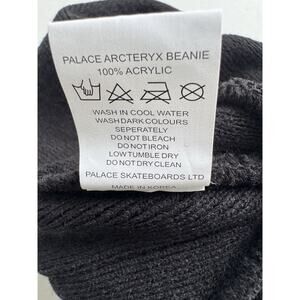 PALACE ARCTERYX BEANIE
100% ACRYLIC
WASH IN COOL WATER
WASH DARK COLOURS
SEPERATELY
DO NOT BLEACH
DO NOT IRON
LOW TUMBLE DRY
DO NOT DRY CLEAN
PALACE SKATEBOARDS LTD
MADE IN KOREA